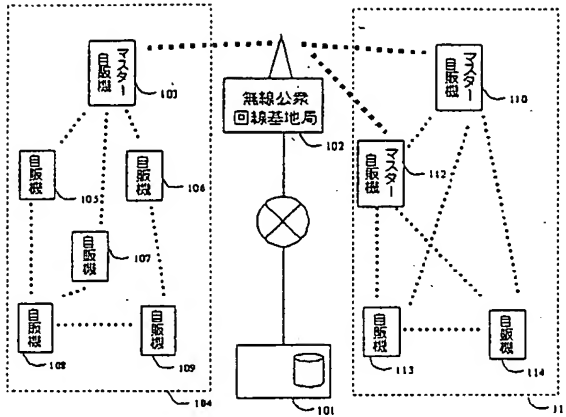 マスター
自販機
103
自販機
105
自販機
106
自販機
107
自販機
108
自販機
109
104
無線公衆
回線基地局
102
101
マスター
自販機
110
マスター
自販機
112
自販機
113
自販機
114
11